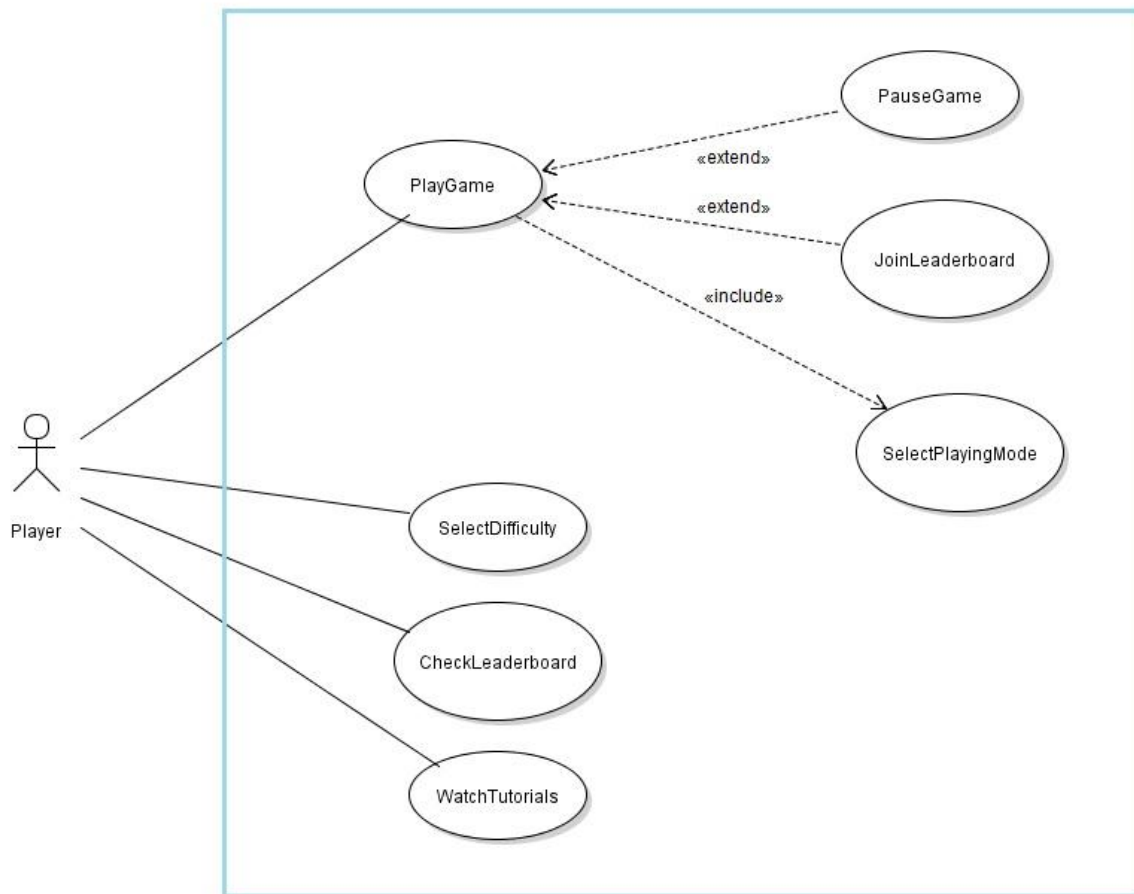 PauseGame
«extend»
PlayGame
«extend»
JoinLeaderboard
«include»
SelectPlayingMode
Player
SelectDifficulty
CheckLeaderboard
WatchTutorials